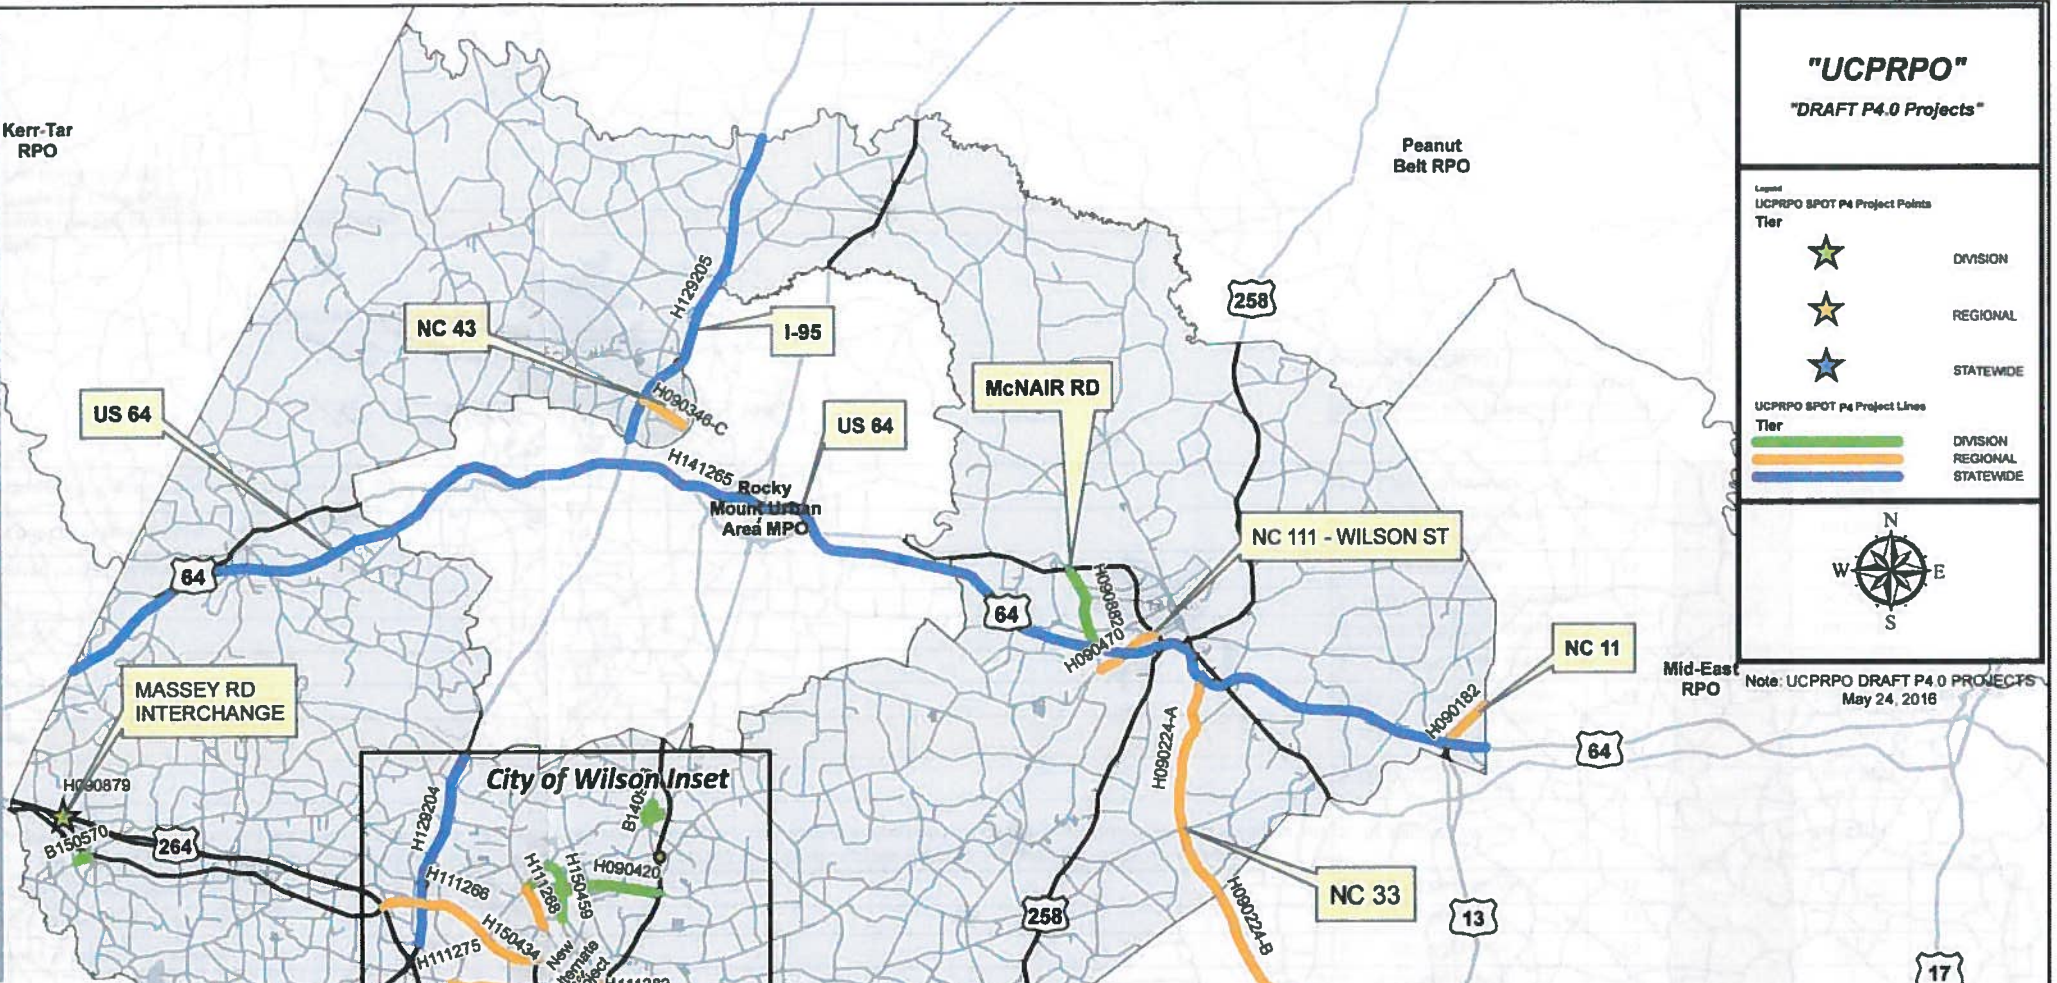 "UCPRPO"
"DRAFT P4.0 Projects"
Legend
UCPRPO SPOT P4 Project Points
Tier
DIVISION
REGIONAL
STATEWIDE
UCPRPO SPOT P4 Project Lines
Tier
DIVISION
REGIONAL
STATEWIDE
N
W
E
S
Note: UCPRPO DRAFT P4.0 PROJECTS
May 24, 2016
Kerr-Tar
RPO
Peanut
Belt RPO
258
H129205
NC 43
I-95
H090346-C
McNAIR RD
US 64
US 64
H141265
Rocky
Mount Urban
Area MPO
NC 111 - WILSON ST
64
H090882
64
H090470
NC 11
Mid-East
RPO
MASSEY RD
INTERCHANGE
H090182
H090224-A
64
City of Wilson Inset
H090879
H129204
B150570
264
H090420
H111266
H111268
H150459
NC 33
H090224-B
258
13
H150434
H111275
New
17